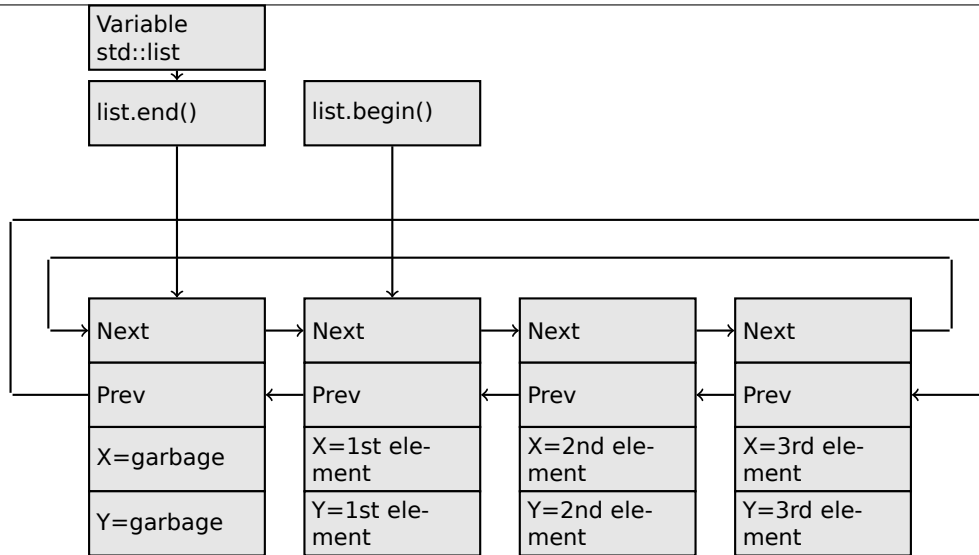 Variable
std::list
list.end()
list.begin()
Next
Next
Next
Next
Prev
Prev
Prev
Prev
X=garbage
X=1st ele-
ment
X=2nd ele-
ment
X=3rd ele-
ment
Y=garbage
Y=1st ele-
ment
Y=2nd ele-
ment
Y=3rd ele-
ment